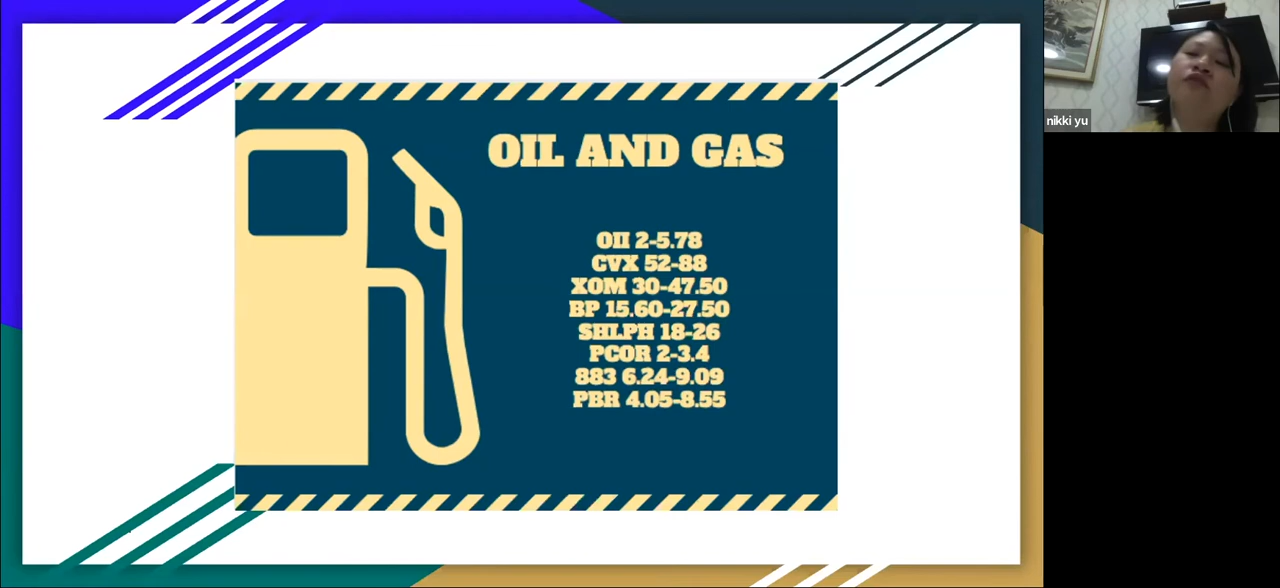 OIL AND GAS
OII 2-5.78
CVX 52-88
XOM 30-47.50
BP 15.60-27.50
SHLPH 18-26
PCOR 2-3.4
883 6.24-9.09
PBR 4.05-8.55
nikki yu